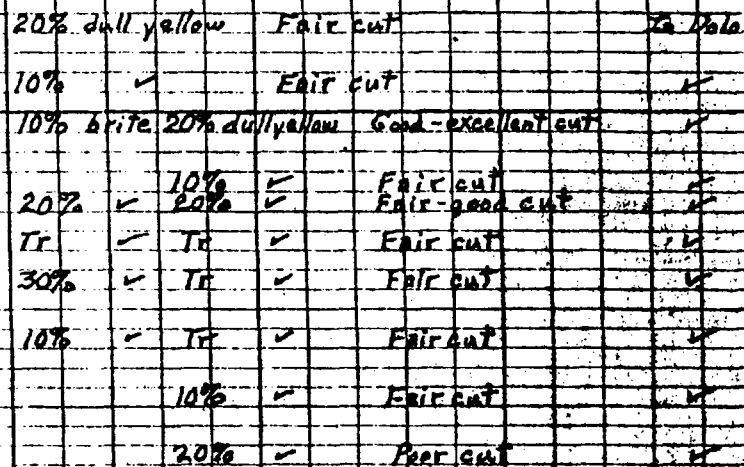 20% dull yellow Fair cut In Dolo
10% ✓ Fair cut ✓
10% brite 20% dull yellow Good-excellent cut ✓
10% ✓ Fair cut ✓
20% ✓ 20% ✓ Fair-good cut ✓
Tr ✓ Tr ✓ Fair cut ✓
30% ✓ Tr ✓ Fair cut ✓
10% ✓ Tr ✓ Fair cut ✓
10% ✓ Fair cut ✓
20% ✓ Poor cut ✓